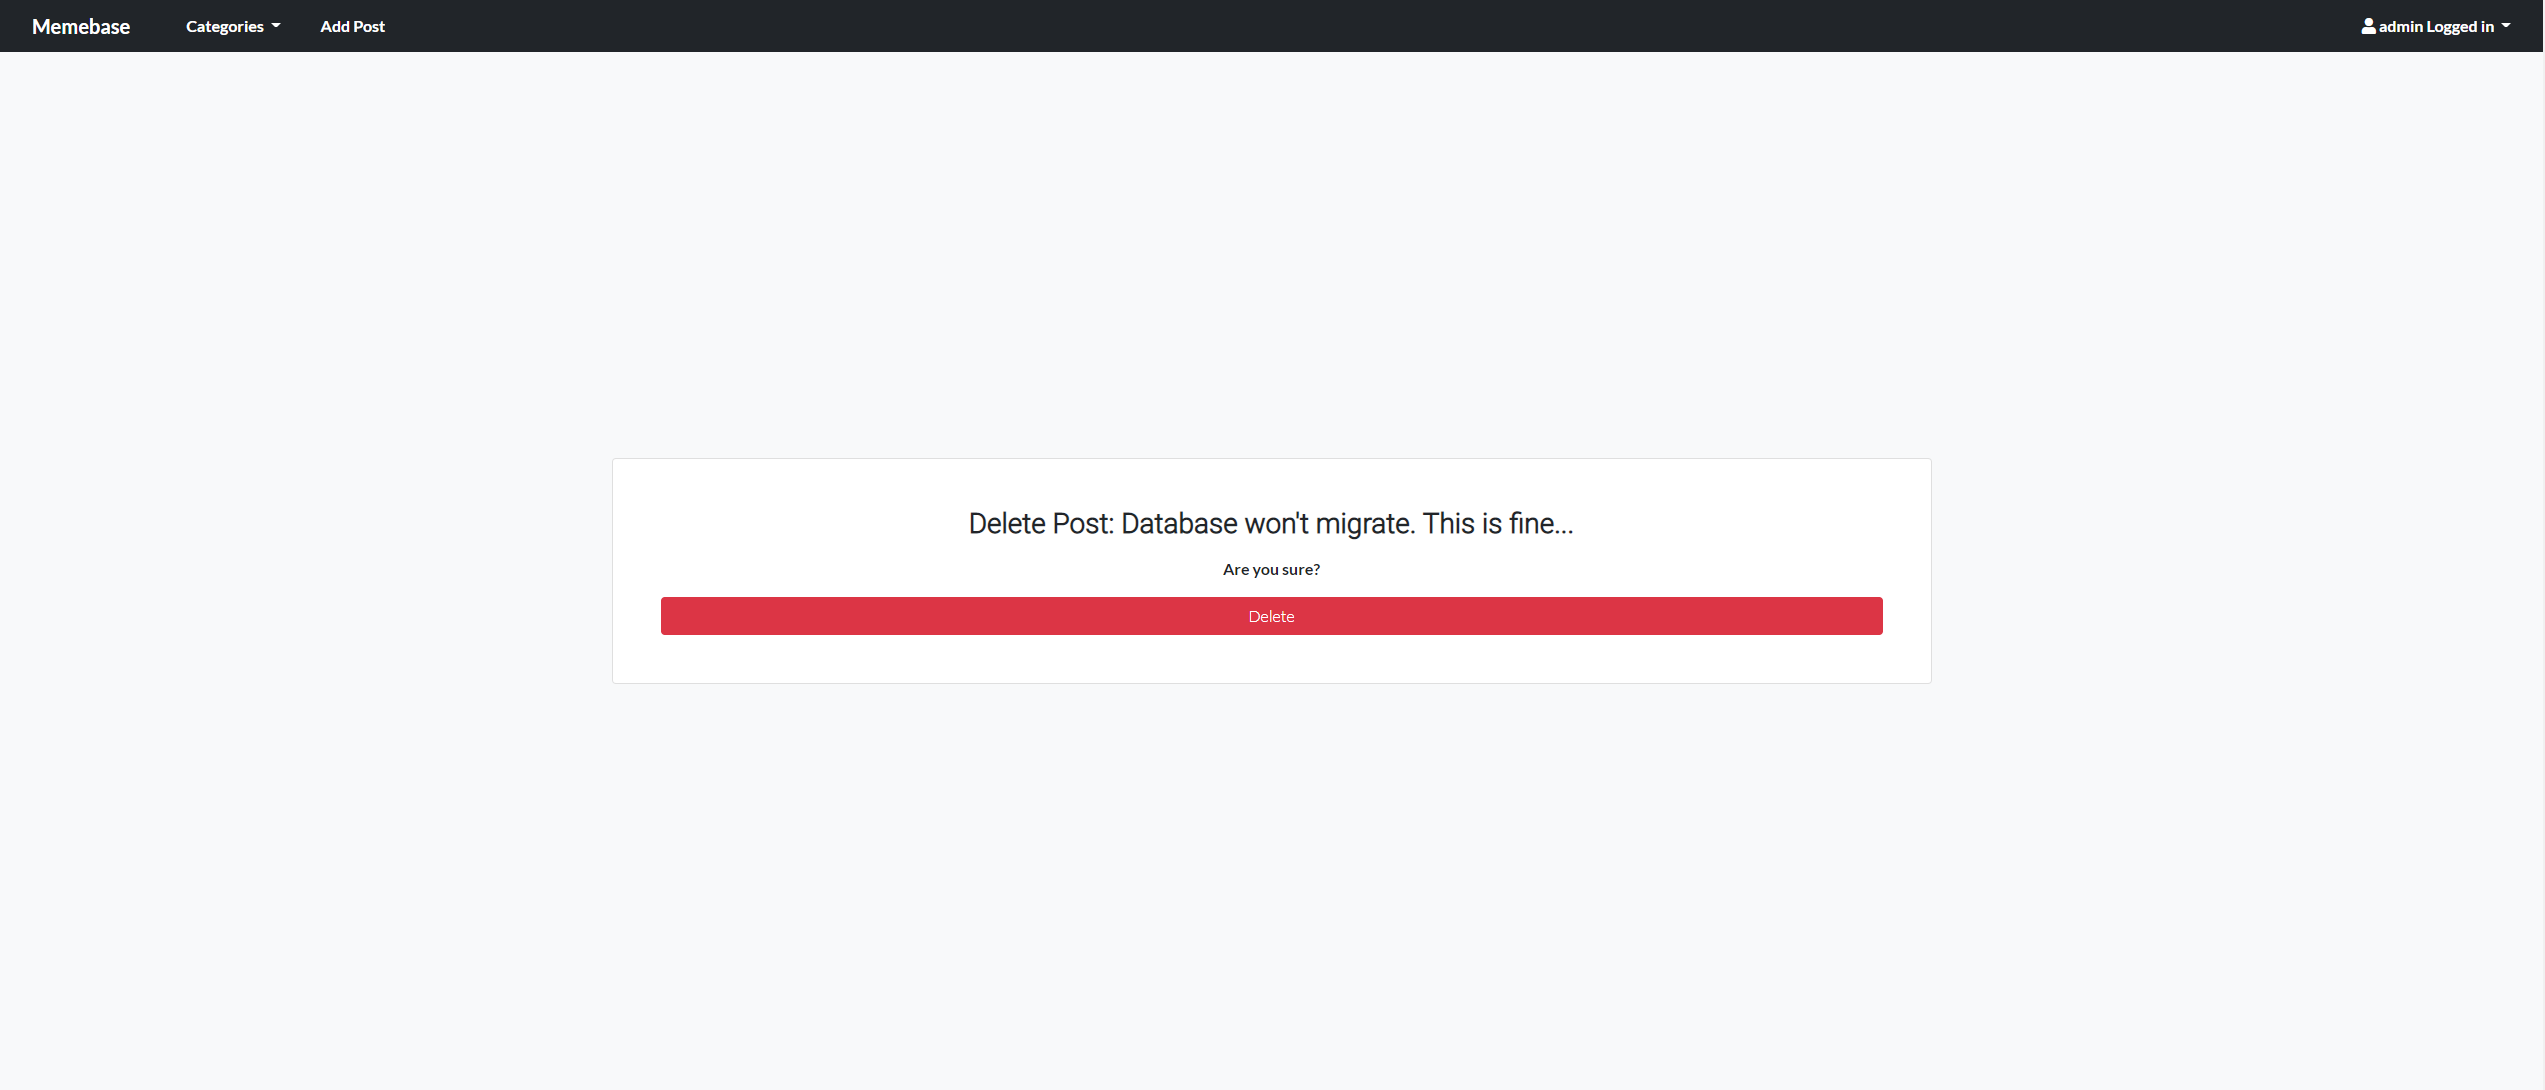 Memebase Categories Add Post admin Logged in
Delete Post: Database won't migrate. This is fine...
Are you sure?
Delete